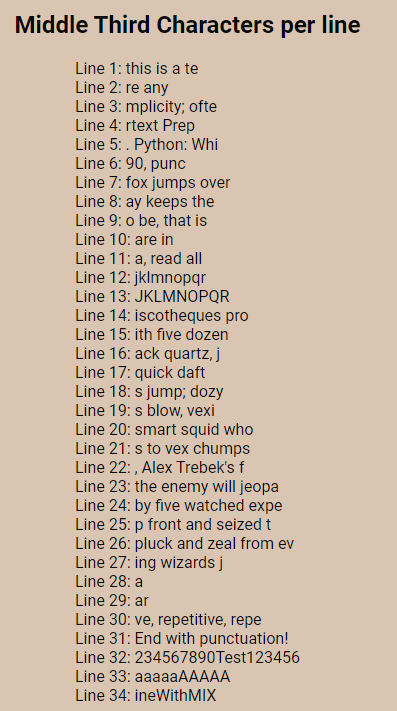 Middle Third Characters per line
Line 1: this is a te
Line 2: re any
Line 3: mplicity; ofte
Line 4: rtext Prep
Line 5: . Python: Whi
Line 6: 90, punc
Line 7: fox jumps over
Line 8: ay keeps the
Line 9: o be, that is
Line 10: are in
Line 11: a, read all
Line 12: jklmnopqr
Line 13: JKLMNOPQR
Line 14: iscotheques pro
Line 15: ith five dozen
Line 16: ack quartz, j
Line 17: quick daft
Line 18: s jump; dozy
Line 19: s blow, vexi
Line 20: smart squid who
Line 21: s to vex chumps
Line 22: , Alex Trebek's f
Line 23: the enemy will jeopa
Line 24: by five watched expe
Line 25: p front and seized t
Line 26: pluck and zeal from ev
Line 27: ing wizards j
Line 28: a
Line 29: ar
Line 30: ve, repetitive, repe
Line 31: End with punctuation!
Line 32: 234567890Test123456
Line 33: aaaaaAAAAA
Line 34: ineWithMIX